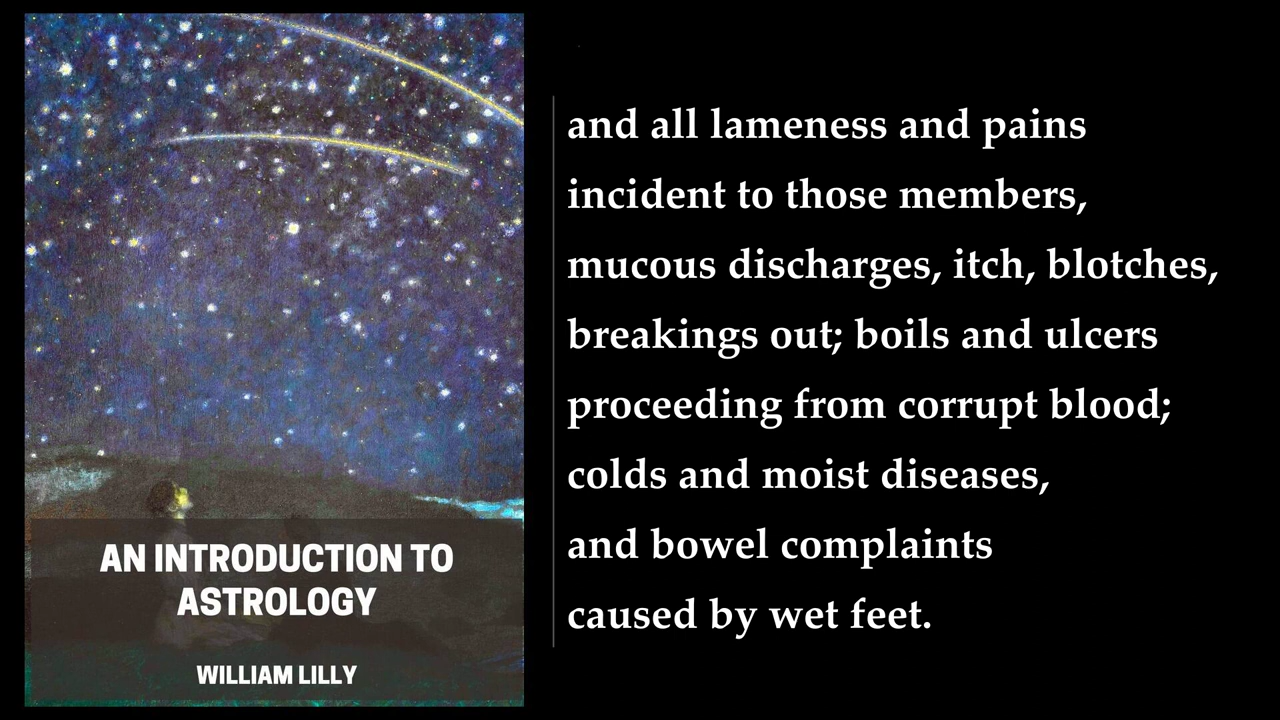 AN INTRODUCTION TO
ASTROLOGY
WILLIAM LILLY
and all lameness and pains
incident to those members,
mucous discharges, itch, blotches,
breakings out; boils and ulcers
proceeding from corrupt blood;
colds and moist diseases,
and bowel complaints
caused by wet feet.